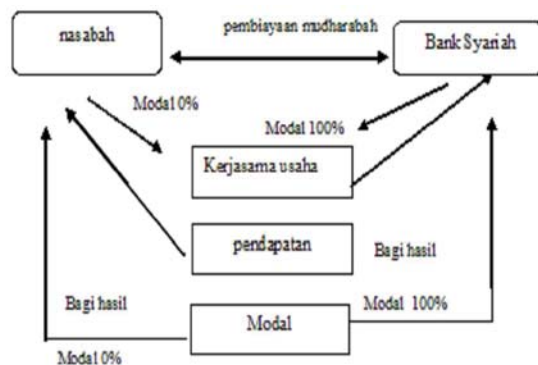 nasabah
pembiayaan mudharabah
Bank Syariah
Modal 0%
Modal 100%
Kerjasama usaha
pendapatan
Bagi hasil
Bagi hasil
Modal 100%
Modal
Modal 0%